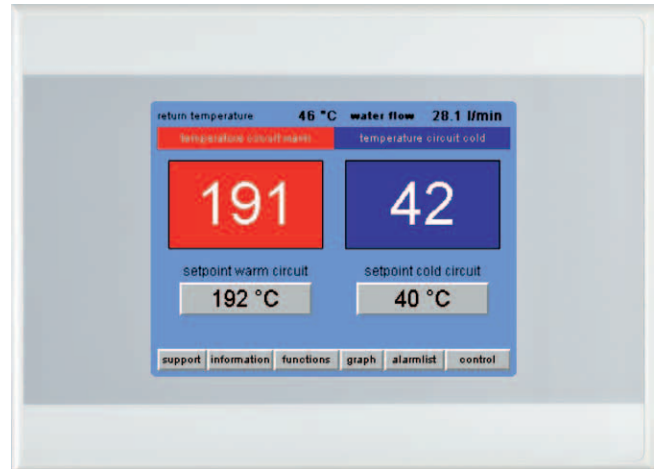 return temperature 46 °C water flow 28.1 l/min
temperature circuit warm temperature circuit cold
191 42
setpoint warm circuit setpoint cold circuit
192 °C 40 °C
support information functions graph alarmlist control